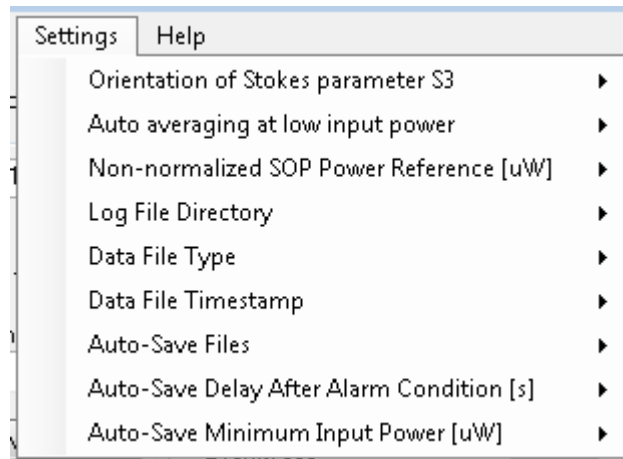 Settings Help
Orientation of Stokes parameter S3
Auto averaging at low input power
Non-normalized SOP Power Reference [uW]
Log File Directory
Data File Type
Data File Timestamp
Auto-Save Files
Auto-Save Delay After Alarm Condition [s]
Auto-Save Minimum Input Power [uW]